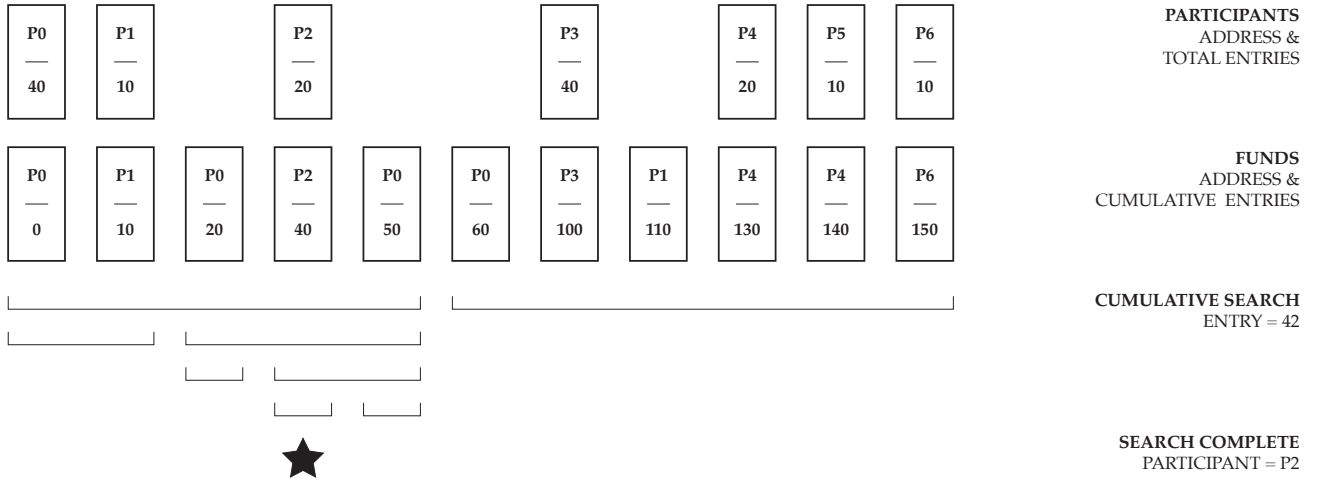 P0
—
40
P1
—
10
P2
—
20
P3
—
40
P4
—
20
P5
—
10
P6
—
10
PARTICIPANTS
ADDRESS &
TOTAL ENTRIES
P0
—
0
P1
—
10
P0
—
20
P2
—
40
P0
—
50
P0
—
60
P3
—
100
P1
—
110
P4
—
130
P4
—
140
P6
—
150
FUNDS
ADDRESS &
CUMULATIVE ENTRIES
CUMULATIVE SEARCH
ENTRY = 42
SEARCH COMPLETE
PARTICIPANT = P2